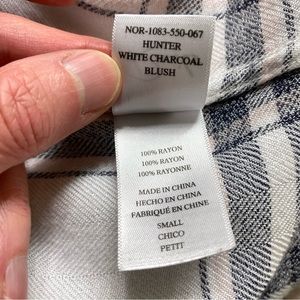 NOR-1083-550-067
HUNTER
WHITE CHARCOAL
BLUSH
100% RAYON
100% RAYON
100% RAYONNE
MADE IN CHINA
HECHO EN CHINA
FABRIQUÉ EN CHINE
SMALL
CHICO
PETIT